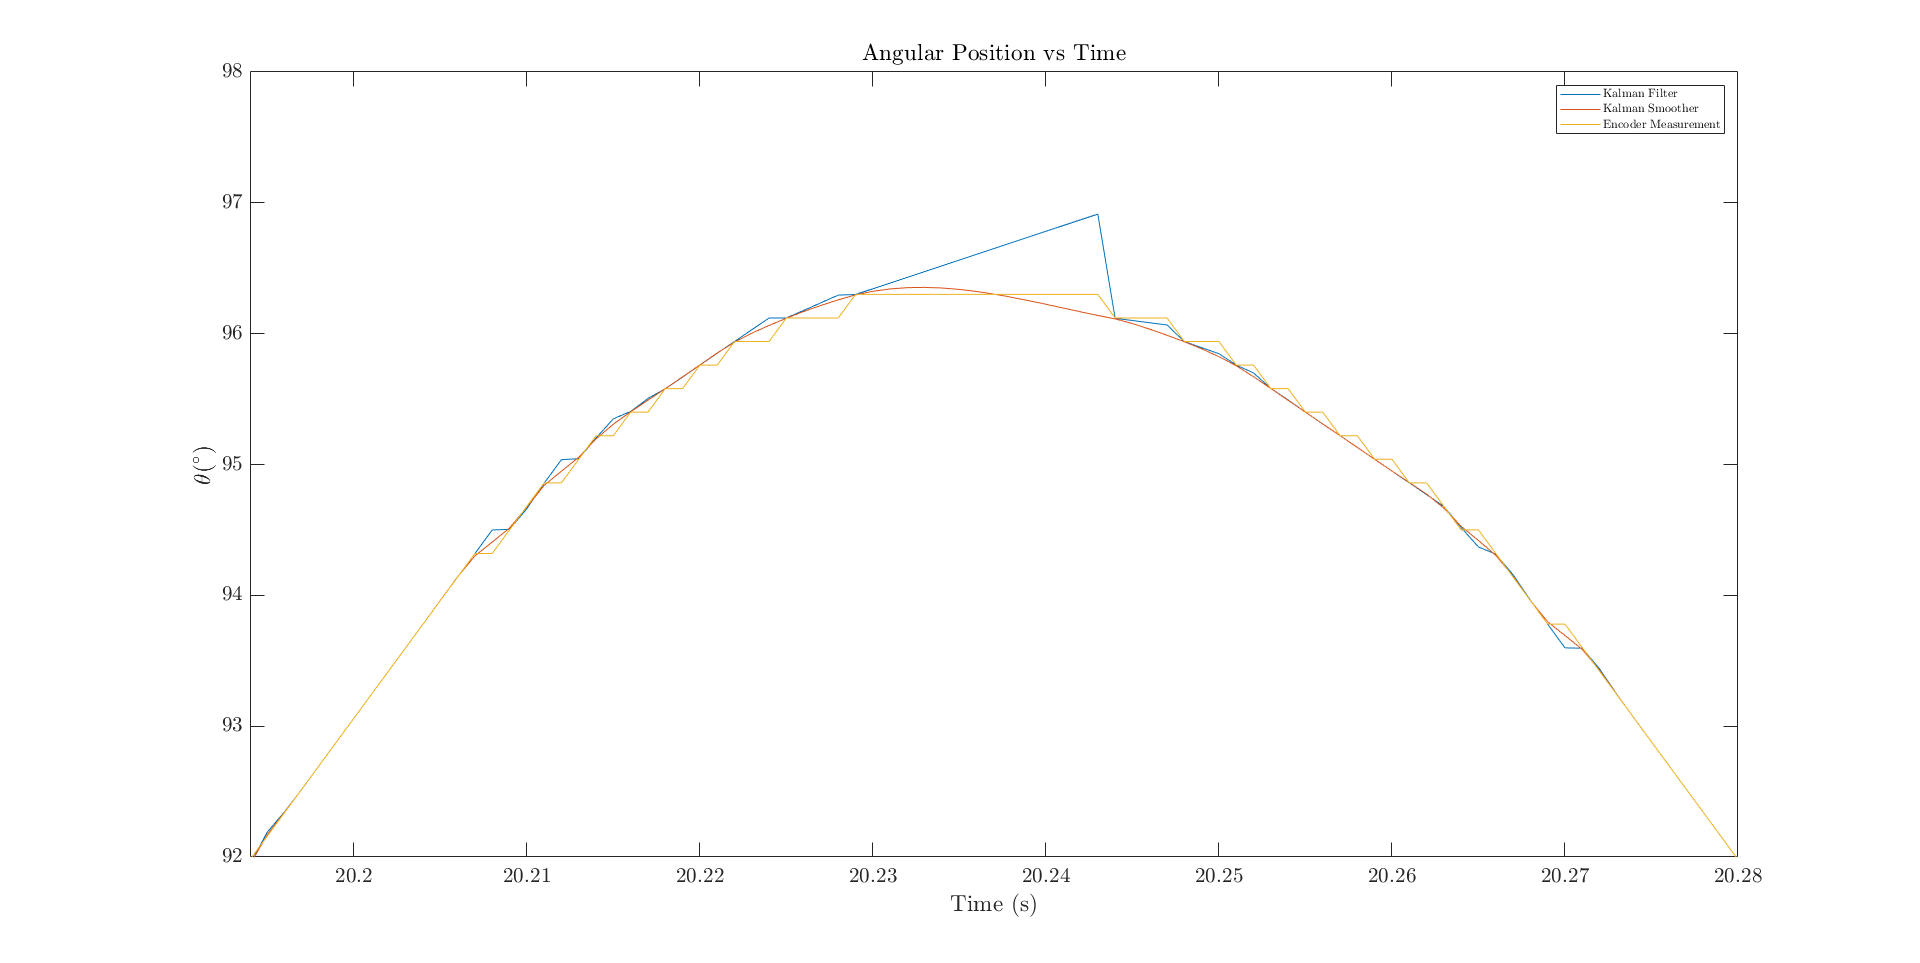 Angular Position vs Time
98
97
96
95
94
93
92
θ(°)
20.2
20.21
20.22
20.23
20.24
20.25
20.26
20.27
20.28
Time (s)
Kalman Filter
Kalman Smoother
Encoder Measurement